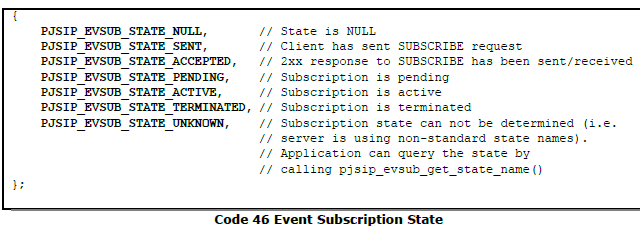 {
PJSIP_EVSUB_STATE_NULL, // State is NULL
PJSIP_EVSUB_STATE_SENT, // Client has sent SUBSCRIBE request
PJSIP_EVSUB_STATE_ACCEPTED, // 2xx response to SUBSCRIBE has been sent/received
PJSIP_EVSUB_STATE_PENDING, // Subscription is pending
PJSIP_EVSUB_STATE_ACTIVE, // Subscription is active
PJSIP_EVSUB_STATE_TERMINATED, // Subscription is terminated
PJSIP_EVSUB_STATE_UNKNOWN, // Subscription state can not be determined (i.e.
// server is using non-standard state names).
// Application can query the state by
// calling pjsip_evsub_get_state_name()
};
Code 46 Event Subscription State